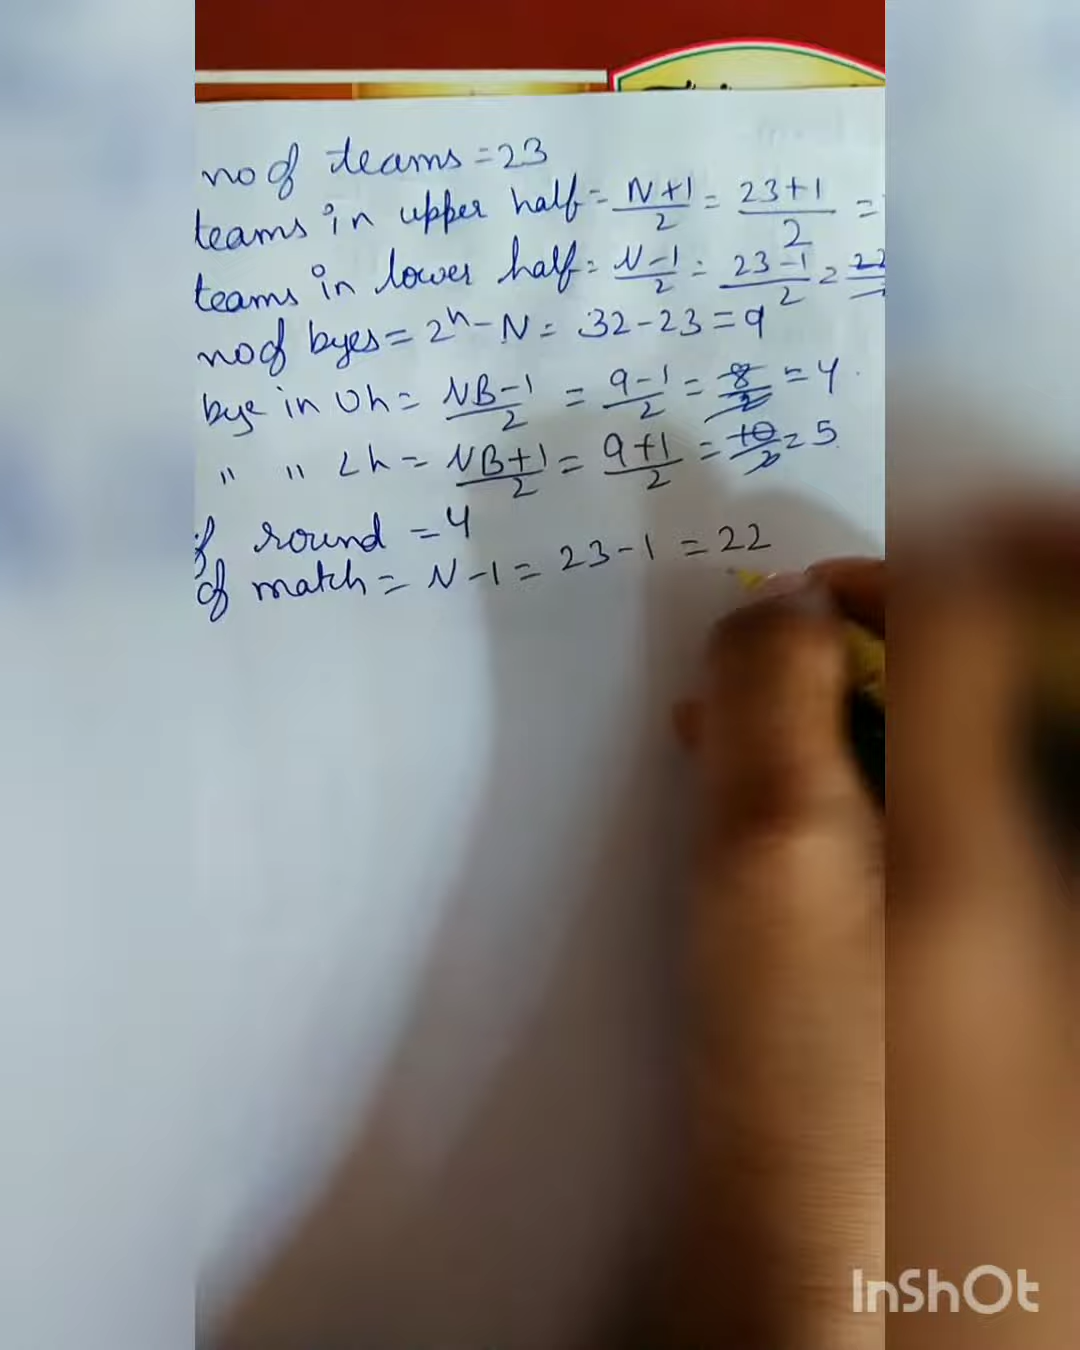 no of teams = 23
teams in upper half = N+1/2 = 23+1/2 =
teams in lower half = N-1/2 = 23-1/2 = 22
no of byes = 2ⁿ - N = 32 - 23 = 9
bye in Uh = NB-1/2 = 9-1/2 = 8/2 = 4
" " Lh = NB+1/2 = 9+1/2 = 10/2 = 5
f round = 4
of match = N-1 = 23-1 = 22
InShOt